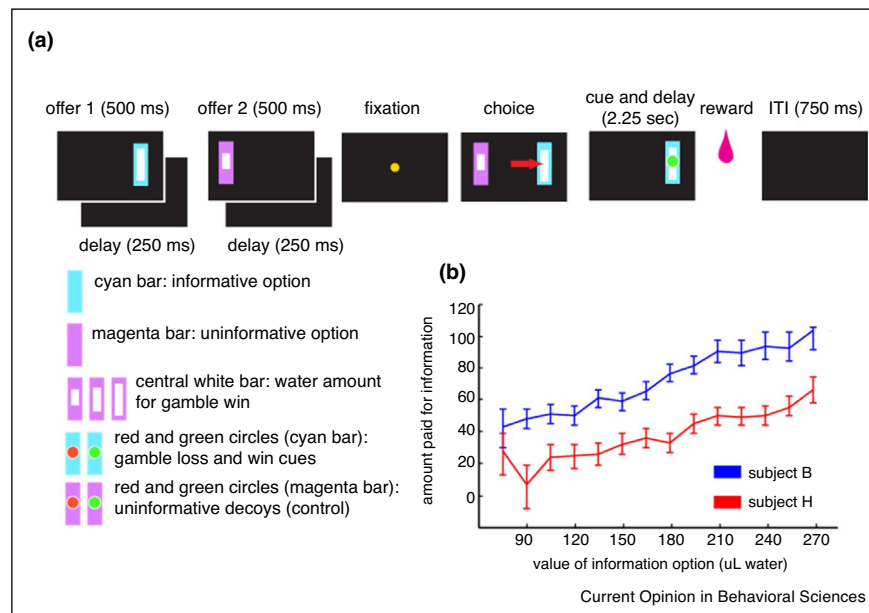 (a)
offer 1 (500 ms)
offer 2 (500 ms)
fixation
choice
cue and delay
(2.25 sec)
reward
ITI (750 ms)
delay (250 ms)
delay (250 ms)
cyan bar: informative option
magenta bar: uninformative option
central white bar: water amount
for gamble win
red and green circles (cyan bar):
gamble loss and win cues
red and green circles (magenta bar):
uninformative decoys (control)
(b)
amount paid for information
120
100
80
60
40
20
0
subject B
subject H
90
120
150
180
210
240
270
value of information option (uL water)
Current Opinion in Behavioral Sciences